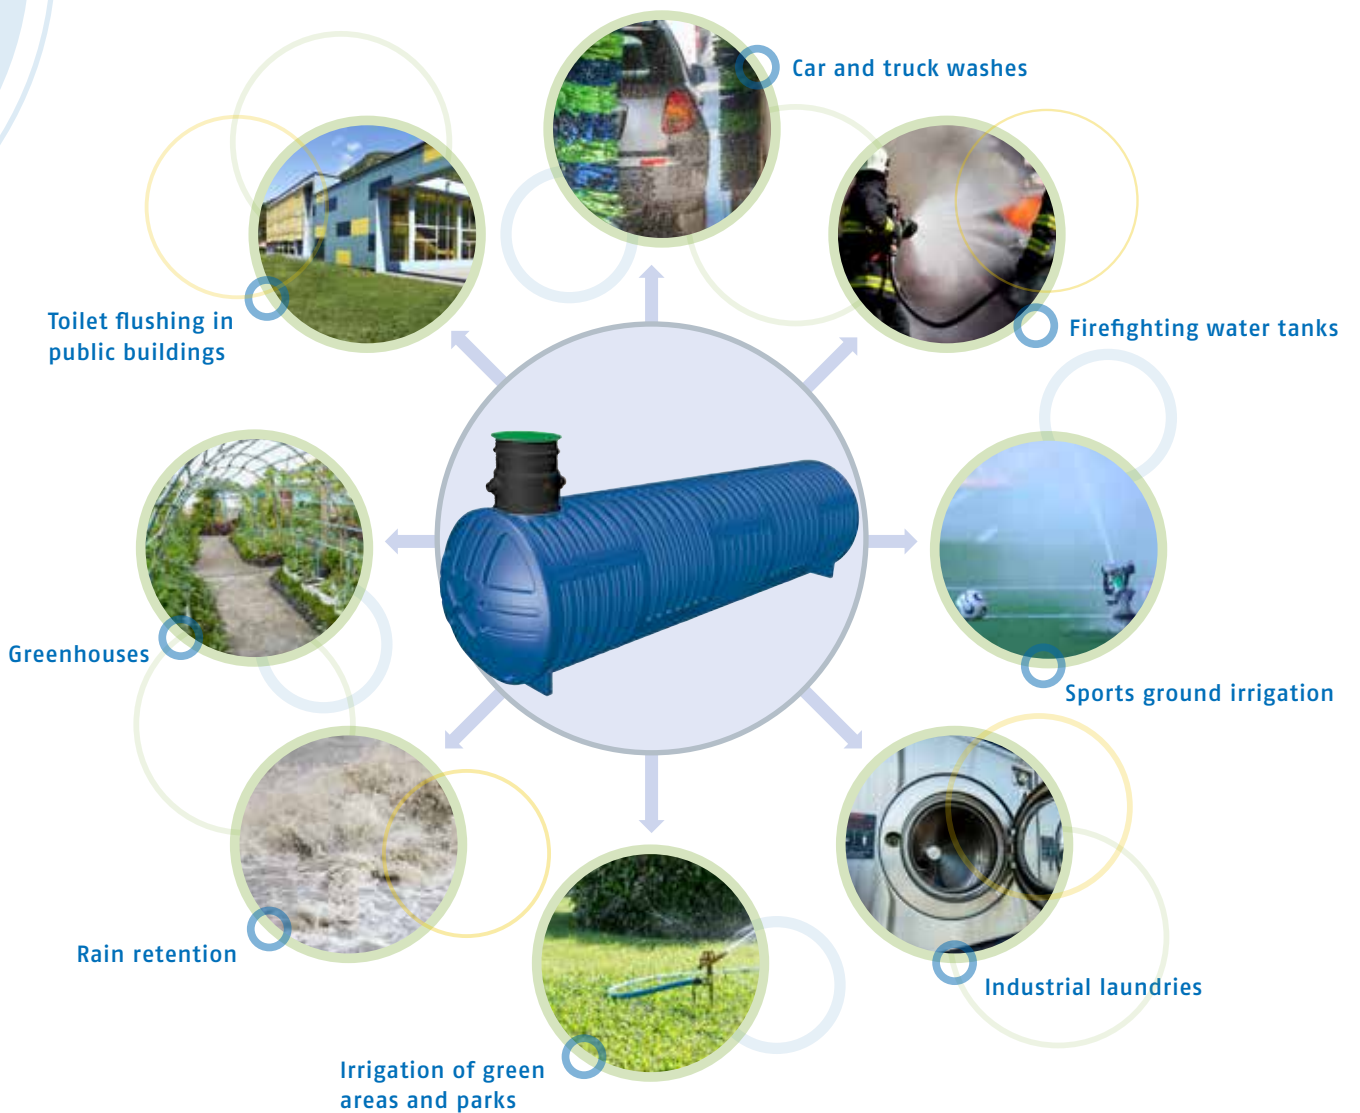 Car and truck washes
Toilet flushing in
public buildings
Firefighting water tanks
Greenhouses
Sports ground irrigation
Rain retention
Industrial laundries
Irrigation of green
areas and parks